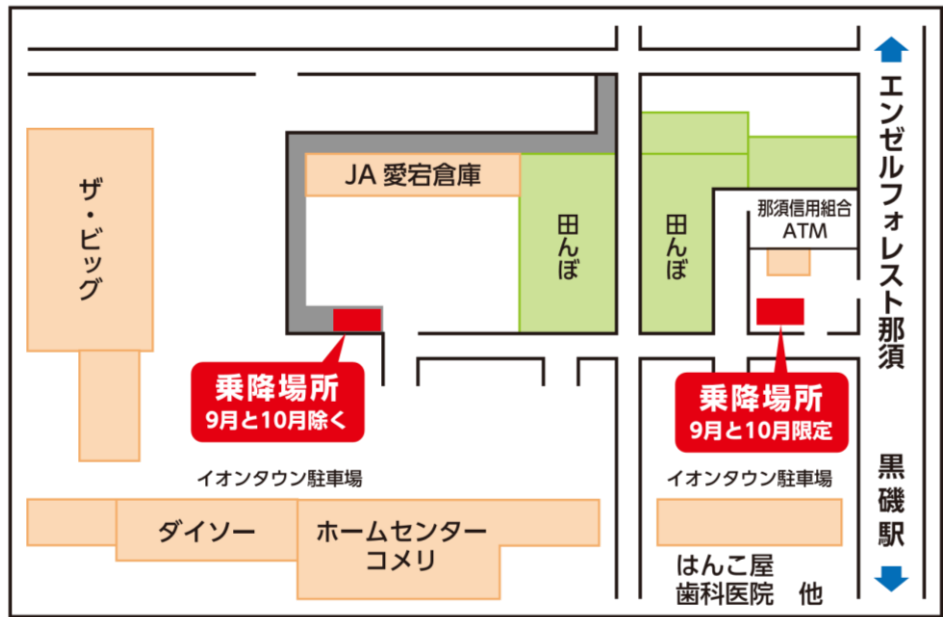 エンゼルフォレスト那須
JA 愛宕倉庫
ザ・ビッグ
田んぼ
田んぼ
那須信用組合
ATM
乗降場所
9月と10月除く
乗降場所
9月と10月限定
黒磯駅
イオンタウン駐車場
イオンタウン駐車場
ダイソー
ホームセンター
コメリ
はんこ屋
歯科医院 他